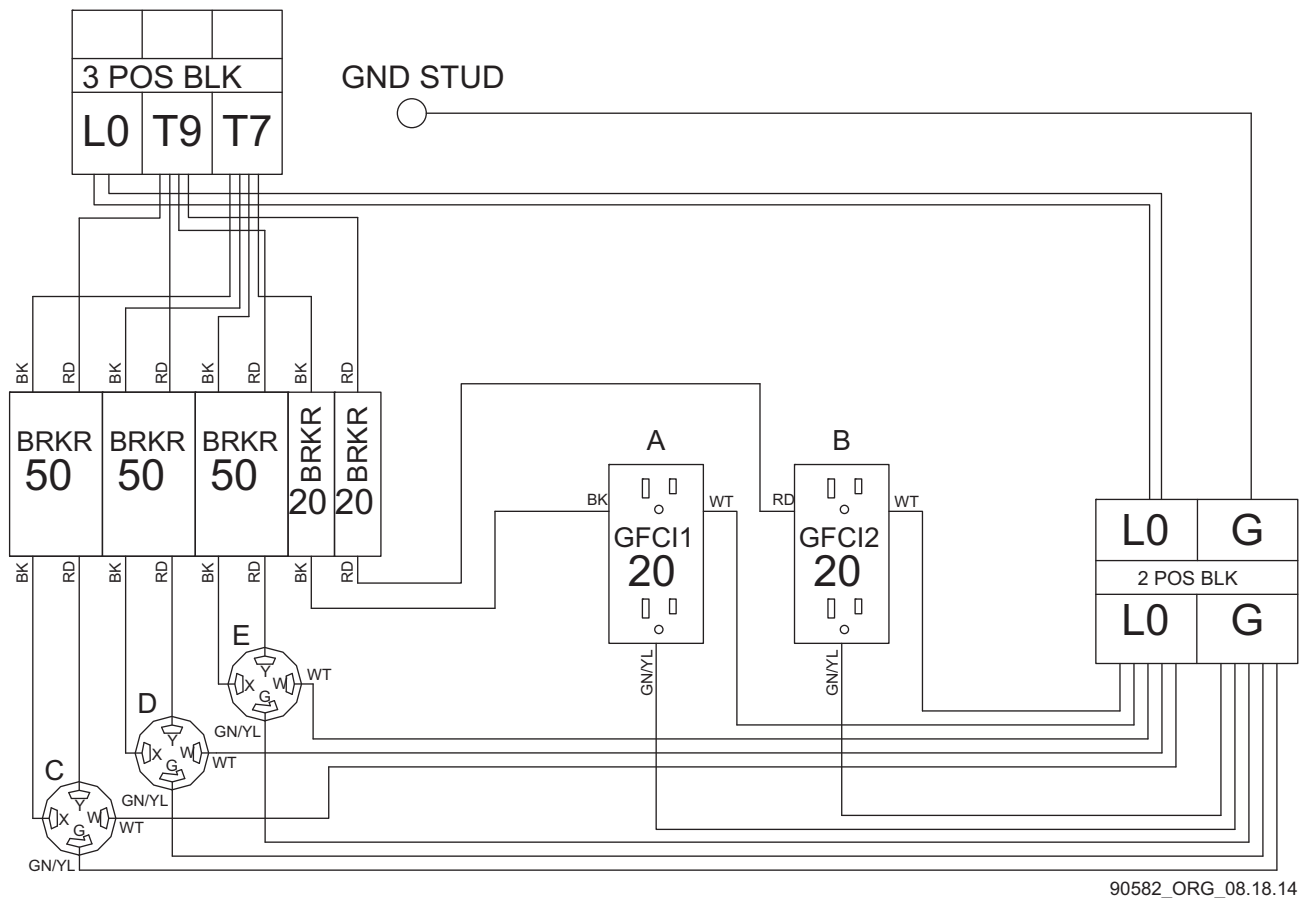 3 POS BLK
GND STUD
L0 T9 T7
BK RD BK RD BK RD BK RD
BRKR 50
BRKR 50
BRKR 50
BRKR 20
BRKR 20
BK RD BK RD BK RD BK RD
A
BK
WT
GFCI1
20
GN/YL
B
RD
WT
GFCI2
20
GN/YL
L0 G
2 POS BLK
L0 G
E
X Y W G
WT
GN/YL
D
X Y W G
WT
GN/YL
C
X Y W G
WT
GN/YL
90582_ORG_08.18.14